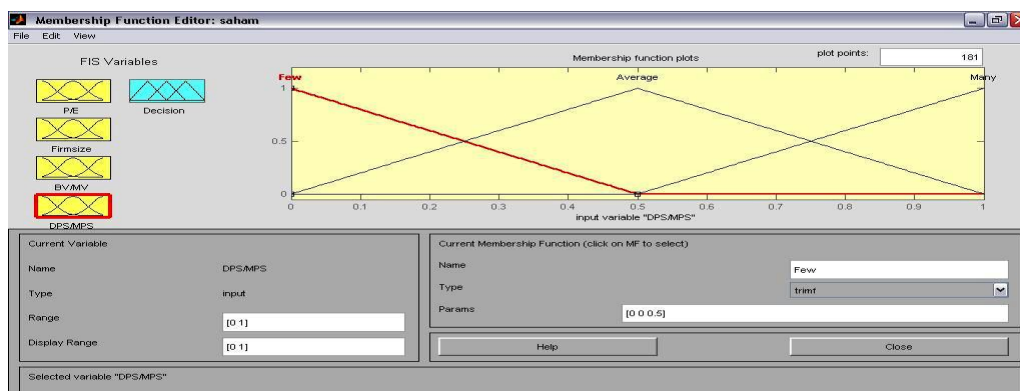 Membership Function Editor: saham
File Edit View
FIS Variables
P/E
Decision
Firmsize
BV/MV
DPS/MPS
Membership function plots
plot points:
181
Few
Average
Many
1
0.5
0
0 0.1 0.2 0.3 0.4 0.5 0.6 0.7 0.8 0.9 1
input variable "DPS/MPS"
Current Variable
Name DPS/MPS
Type input
Range [0 1]
Display Range [0 1]
Current Membership Function (click on MF to select)
Name Few
Type trimf
Params [0 0 0.5]
Help Close
Selected variable "DPS/MPS"